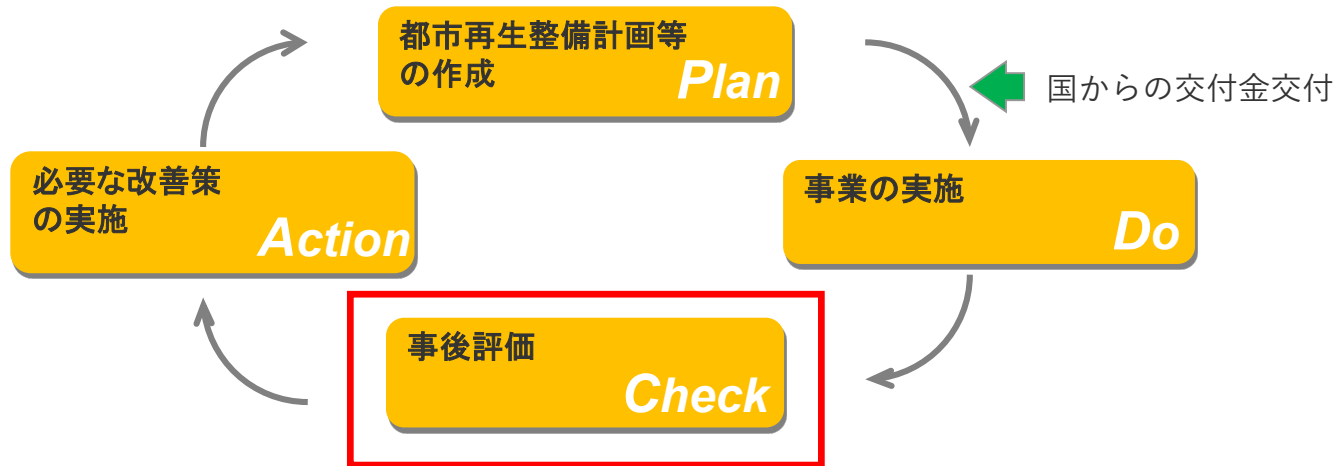 都市再生整備計画等
の作成
Plan
国からの交付金交付
事業の実施
Do
事後評価
Check
必要な改善策
の実施
Action